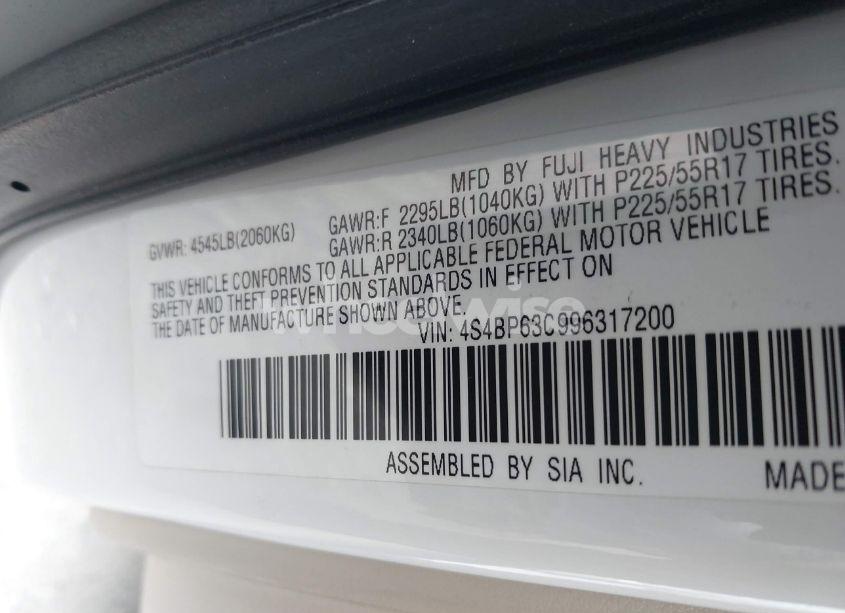 MFD BY FUJI HEAVY INDUSTRIES
GVWR: 4545LB(2060KG)
GAWR:F 2295LB(1040KG) WITH P225/55R17 TIRES.
GAWR:R 2340LB(1060KG) WITH P225/55R17 TIRES.
THIS VEHICLE CONFORMS TO ALL APPLICABLE FEDERAL MOTOR VEHICLE
SAFETY AND THEFT PREVENTION STANDARDS IN EFFECT ON
THE DATE OF MANUFACTURE SHOWN ABOVE.
VIN: 4S4BP63C996317200
ASSEMBLED BY SIA INC.
MADE